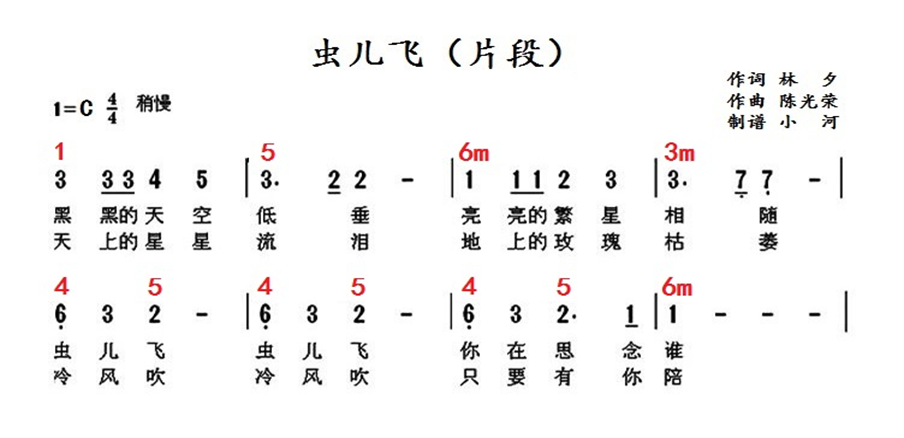 虫儿飞（片段）
作词 林 夕
1=C 4/4 稍慢
作曲 陈光荣
制谱 小 河
1 5 6m 3m
3 3 3 4 5 | 3. 2 2 - | 1 1 1 2 3 | 3. 7 7 - |
黑 黑的天 空 低 垂 亮 亮的繁 星 相 随
天 上的星 星 流 泪 地 上的玫 瑰 枯 萎
4 5 4 5 4 5 6m
6 3 2 - | 6 3 2 - | 6 3 2. 1 | 1 - - - |
虫 儿 飞 虫 儿 飞 你 在 思 念 谁
冷 风 吹 冷 风 吹 只 要 有 你 陪